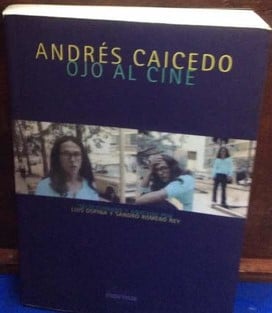 ANDRÉS CAICEDO
OJO AL CINE
LUIS OSPINA Y SANDRO ROMERO REY